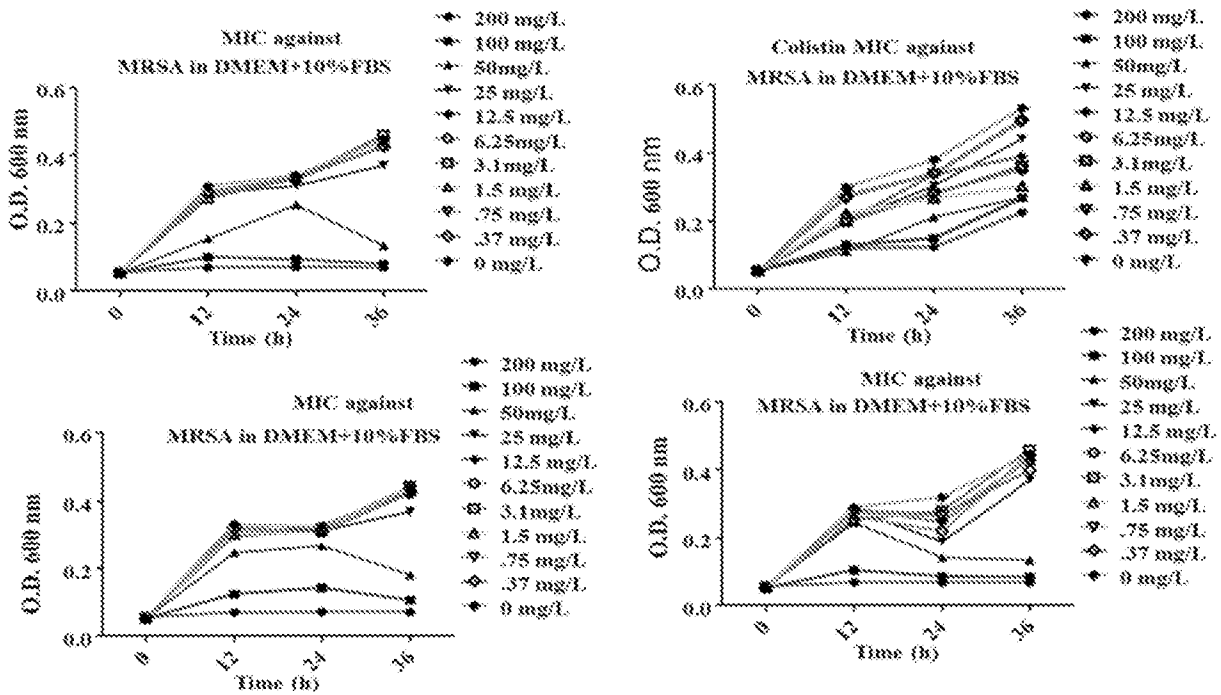 MIC against
MRSA in DMEM+10%FBS
O.D. 600 nm
0.6
0.4
0.2
0.0
0
12
24
36
Time (h)
200 mg/L
100 mg/L
50mg/L
25 mg/L
12.5 mg/L
6.25mg/L
3.1mg/L
1.5 mg/L
.75 mg/L
.37 mg/L
0 mg/L
Colistin MIC against
MRSA in DMEM+10%FBS
O.D. 600 nm
0.6
0.4
0.2
0.0
0
12
24
36
Time (h)
200 mg/L
100 mg/L
50mg/L
25 mg/L
12.5 mg/L
6.25mg/L
3.1mg/L
1.5 mg/L
.75 mg/L
.37 mg/L
0 mg/L
MIC against
MRSA in DMEM+10%FBS
O.D. 600 nm
0.6
0.4
0.2
0.0
0
12
24
36
Time (h)
200 mg/L
100 mg/L
50mg/L
25 mg/L
12.5 mg/L
6.25mg/L
3.1mg/L
1.5 mg/L
.75 mg/L
.37 mg/L
0 mg/L
MIC against
MRSA in DMEM+10%FBS
O.D. 600 nm
0.6
0.4
0.2
0.0
0
12
24
36
Time (h)
200 mg/L
100 mg/L
50mg/L
25 mg/L
12.5 mg/L
6.25mg/L
3.1mg/L
1.5 mg/L
.75 mg/L
.37 mg/L
0 mg/L